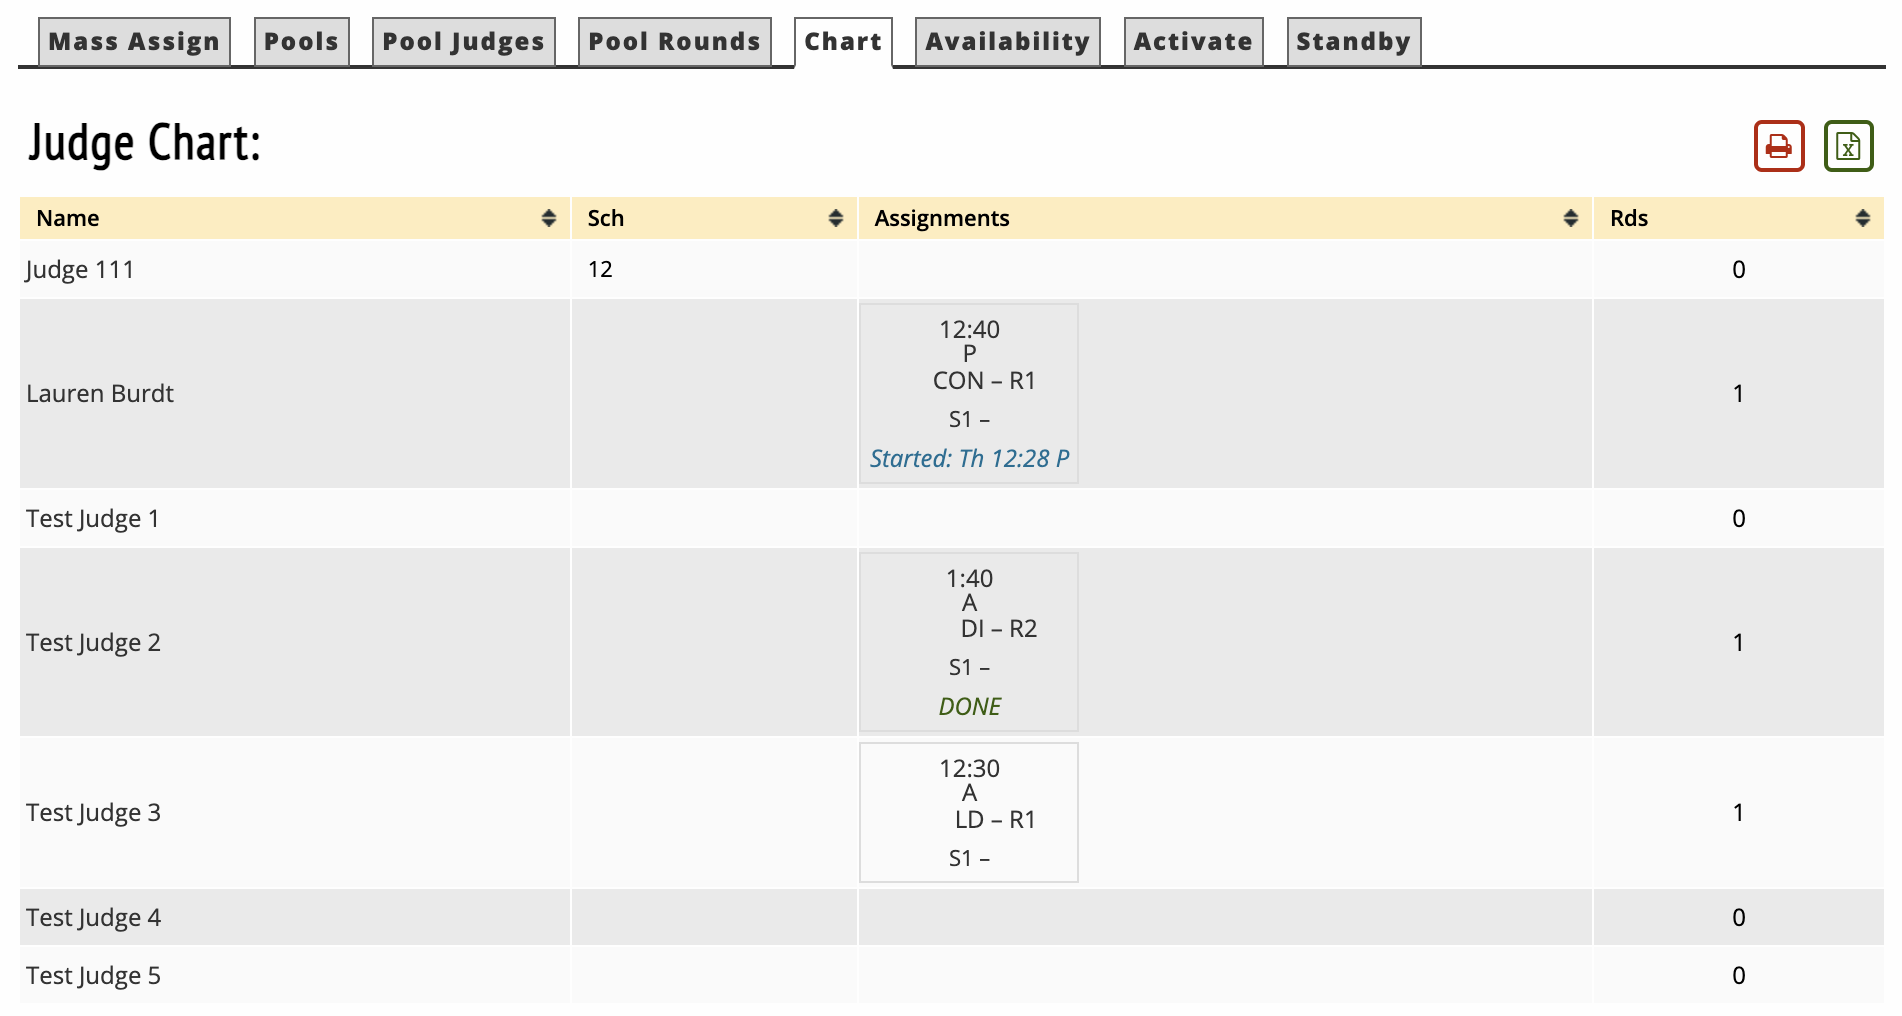 Mass Assign Pools Pool Judges Pool Rounds Chart Availability Activate Standby
Judge Chart:
Name Sch Assignments Rds
Judge 111 12 0
Lauren Burdt 1
12:40
P
CON – R1
S1 –
Started: Th 12:28 P
Test Judge 1 0
Test Judge 2 1
1:40
A
DI – R2
S1 –
DONE
Test Judge 3 1
12:30
A
LD – R1
S1 –
Test Judge 4 0
Test Judge 5 0